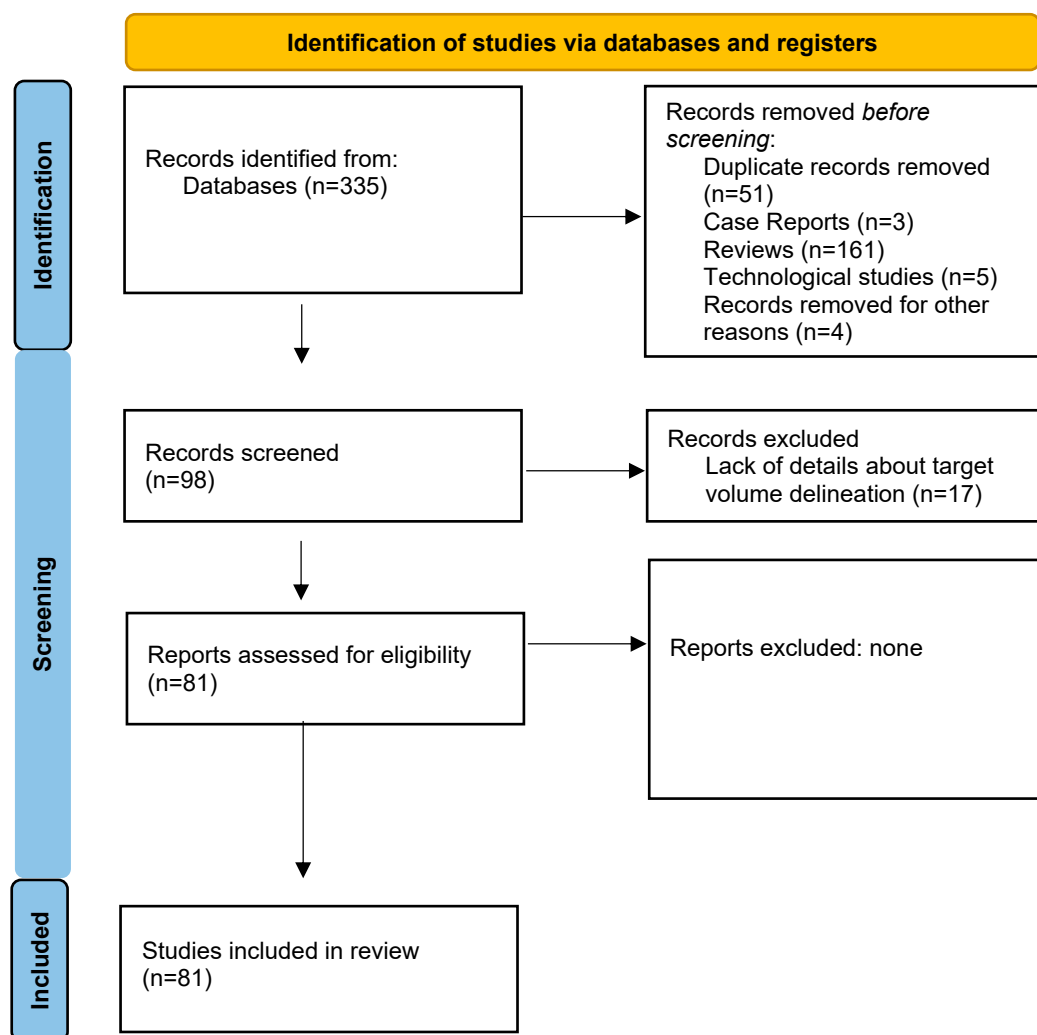 Identification of studies via databases and registers
Identification
Records identified from:
Databases (n=335)
Records removed before
screening:
Duplicate records removed
(n=51)
Case Reports (n=3)
Reviews (n=161)
Technological studies (n=5)
Records removed for other
reasons (n=4)
Screening
Records screened
(n=98)
Records excluded
Lack of details about target
volume delineation (n=17)
Reports assessed for eligibility
(n=81)
Reports excluded: none
Included
Studies included in review
(n=81)